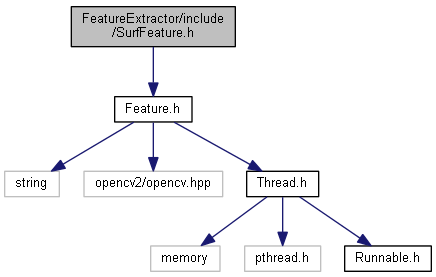 FeatureExtractor/include
/SurfFeature.h
Feature.h
string
opencv2/opencv.hpp
Thread.h
memory
pthread.h
Runnable.h